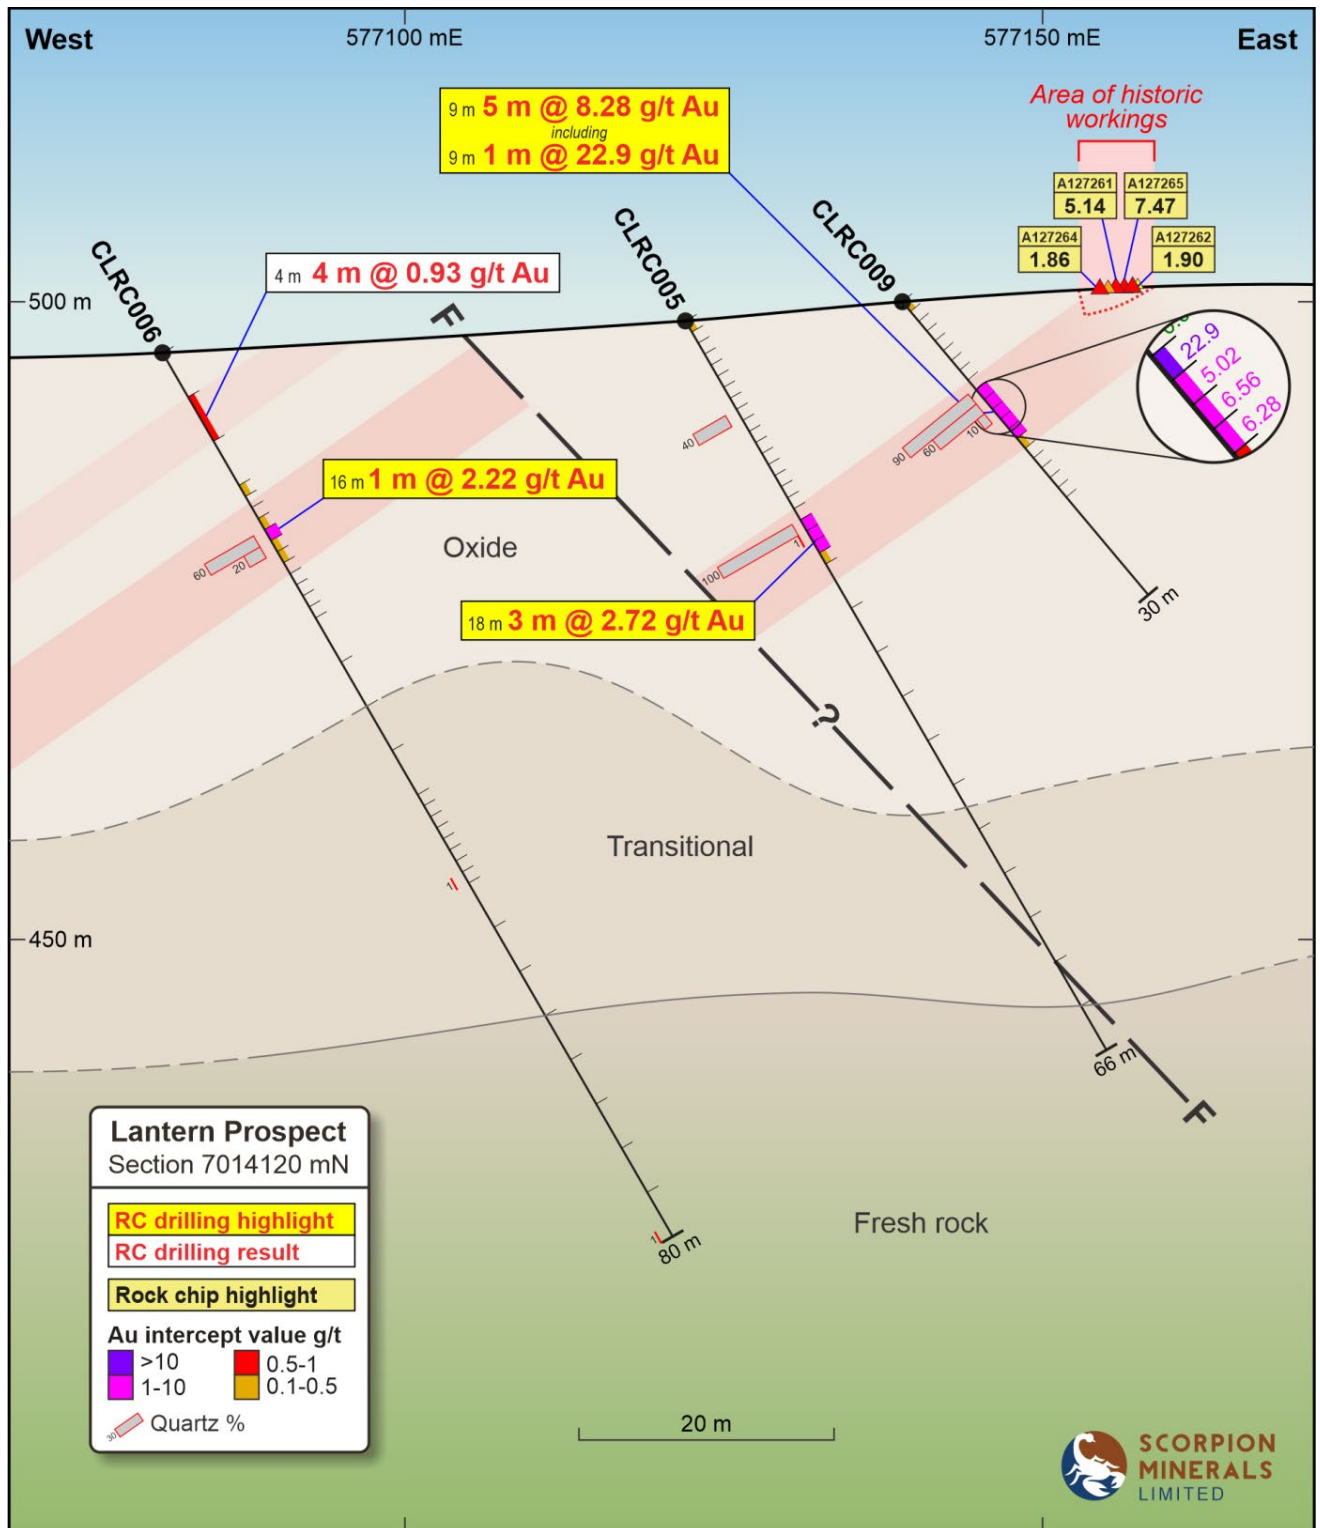 West
577100 mE
577150 mE
East
Area of historic
workings
9 m 5 m @ 8.28 g/t Au
including
9 m 1 m @ 22.9 g/t Au
A127261
5.14
A127265
7.47
A127264
1.86
A127262
1.90
CLRC006
CLRC005
CLRC009
4 m 4 m @ 0.93 g/t Au
500 m
F
22.9
5.02
6.56
6.28
40
90
60
10
16 m 1 m @ 2.22 g/t Au
Oxide
60
20
100
1
18 m 3 m @ 2.72 g/t Au
30 m
?
Transitional
1
450 m
66 m
F
Lantern Prospect
Section 7014120 mN
RC drilling highlight
RC drilling result
Rock chip highlight
Au intercept value g/t
>10
0.5-1
1-10
0.1-0.5
30
Quartz %
1
80 m
Fresh rock
20 m
SCORPION
MINERALS
LIMITED